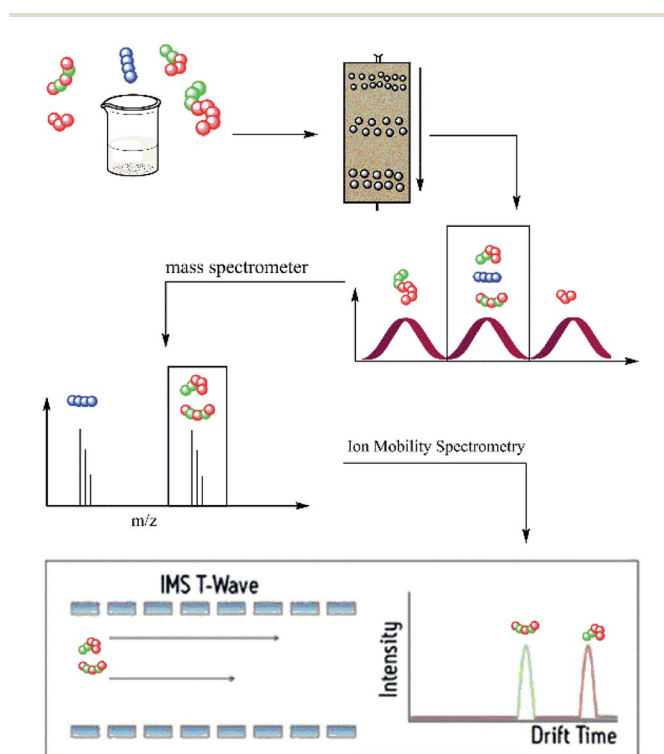 mass spectrometer
Ion Mobility Spectrometry
m/z
IMS T-Wave
Intensity
Drift Time